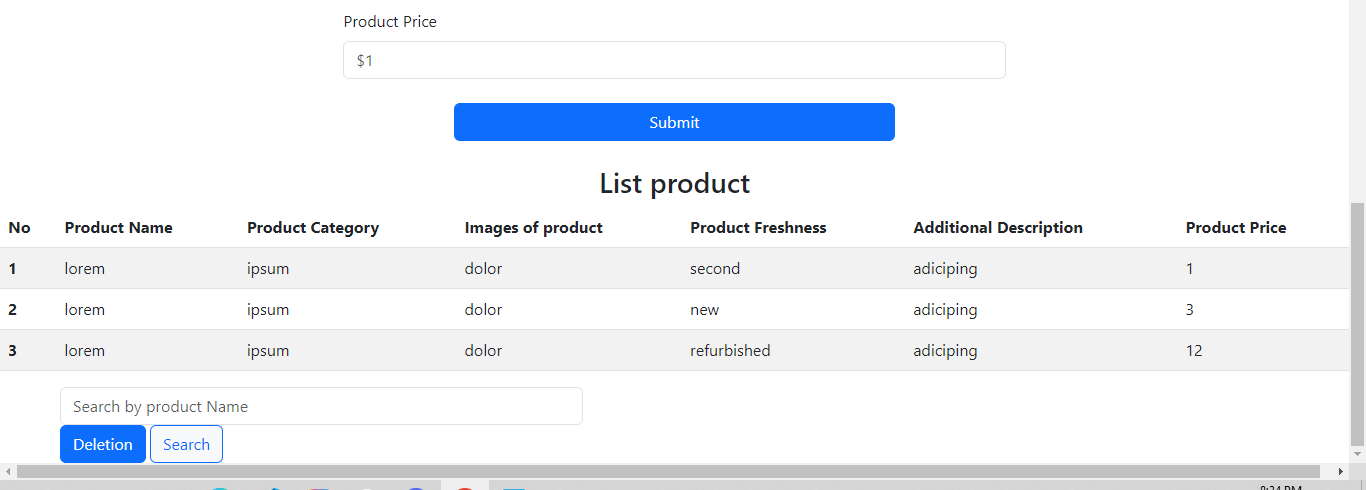 Product Price
$1
Submit
List product
No Product Name Product Category Images of product Product Freshness Additional Description Product Price
1 lorem ipsum dolor second adiciping 1
2 lorem ipsum dolor new adiciping 3
3 lorem ipsum dolor refurbished adiciping 12
Search by product Name
Deletion Search